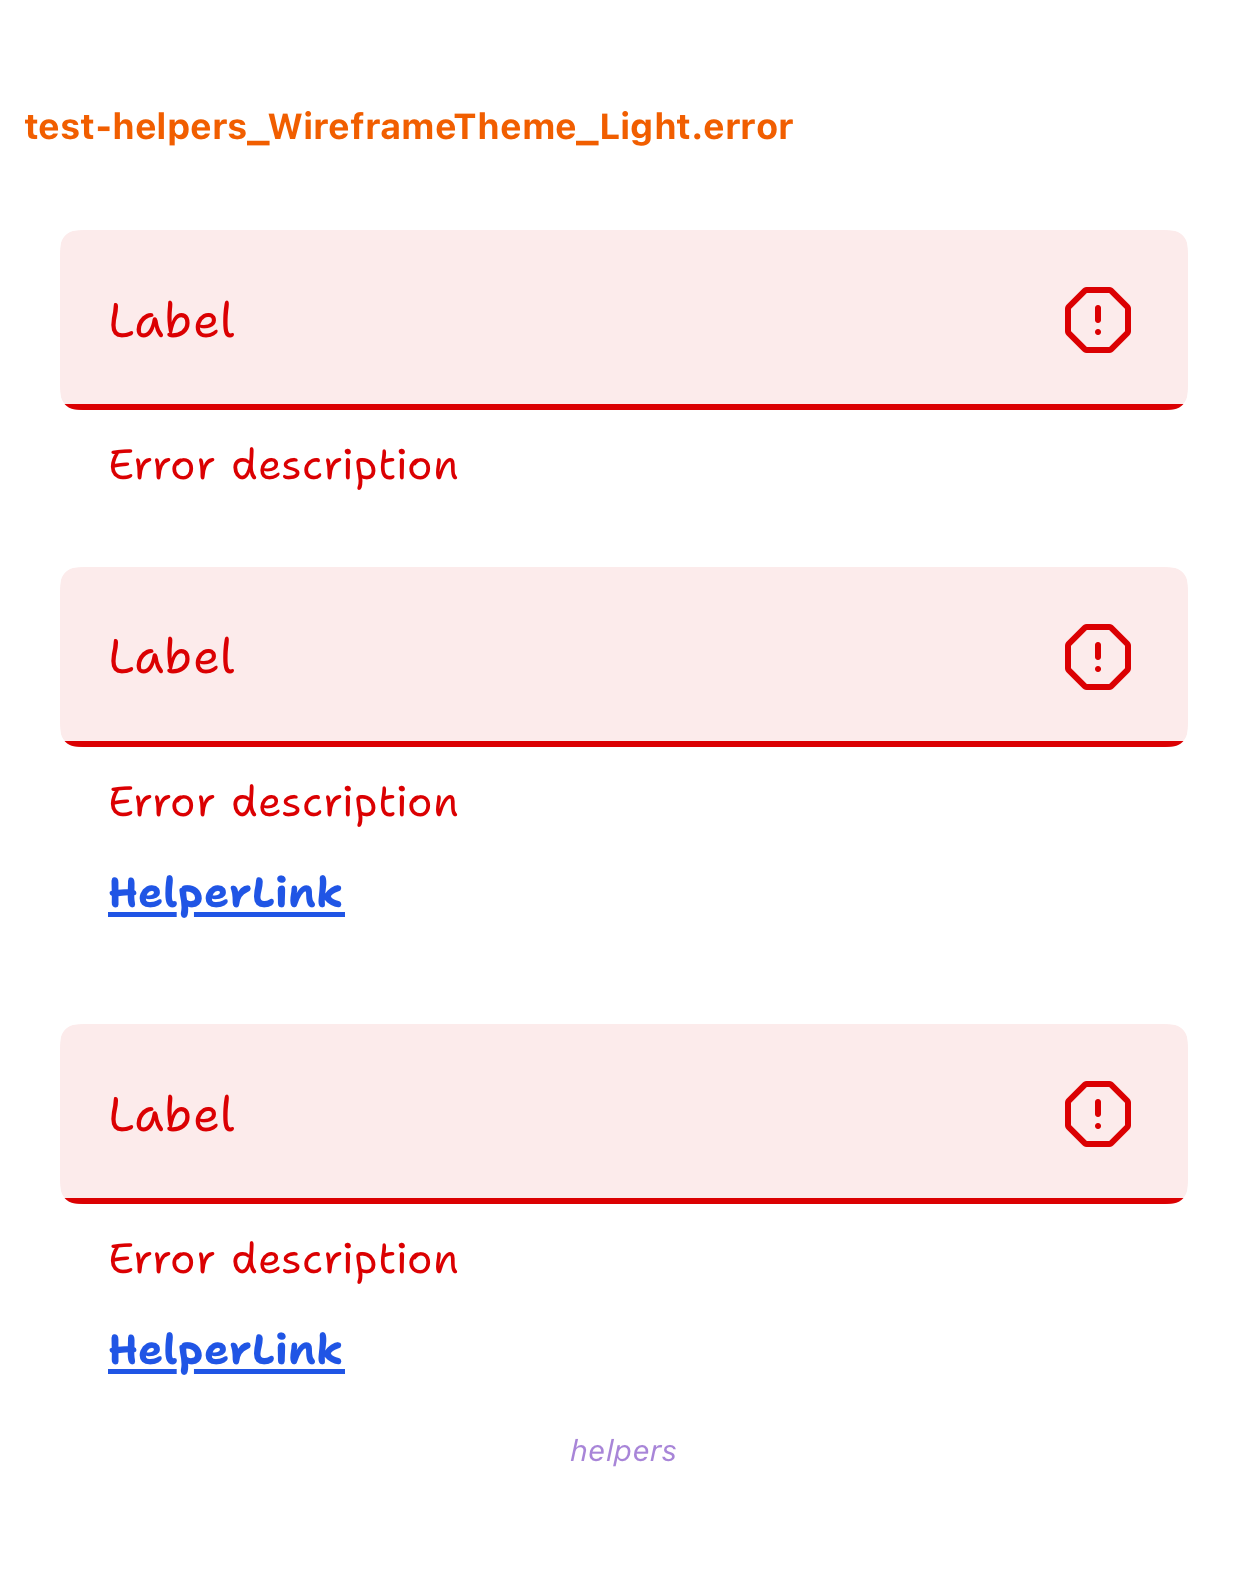 test-helpers_WireframeTheme_Light.error
Label
Error description
Label
Error description
HelperLink
Label
Error description
HelperLink
helpers